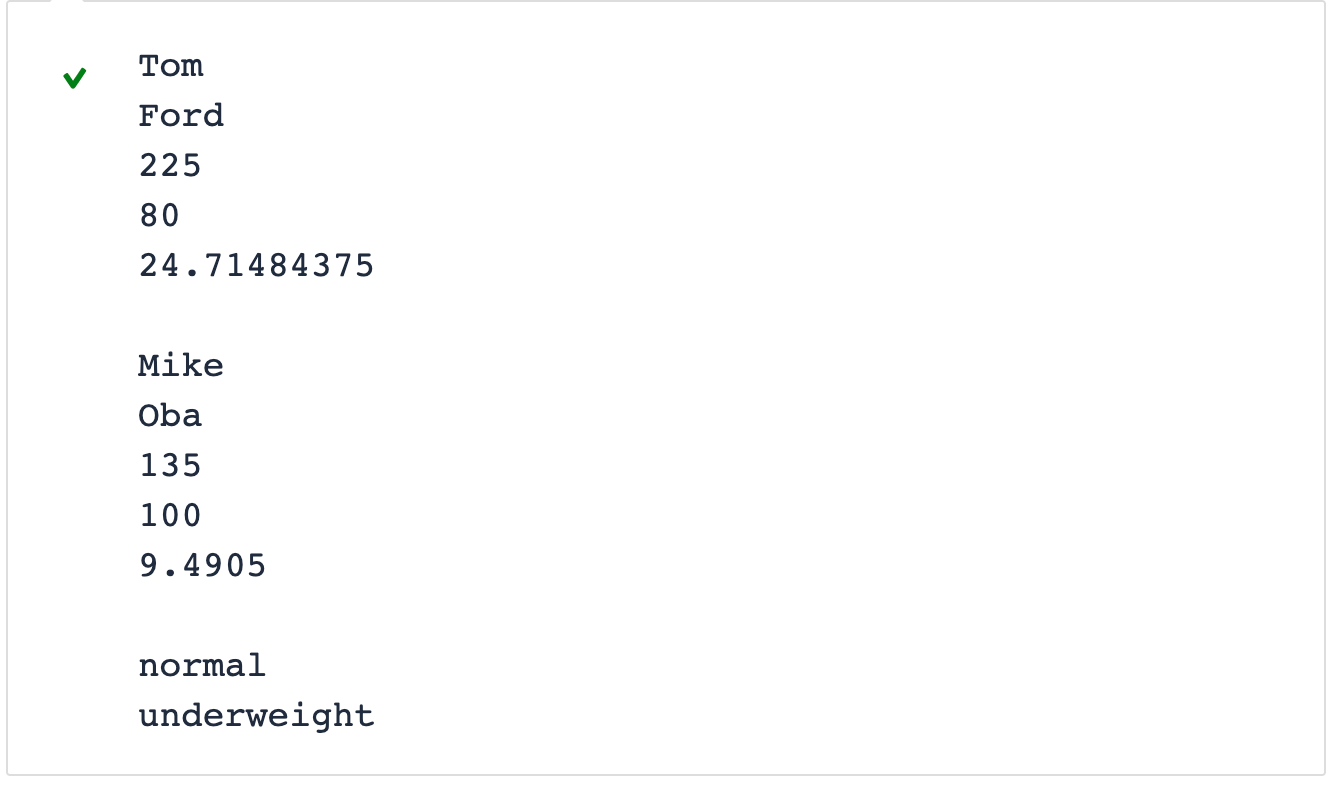 Tom
Ford
225
80
24.71484375
Mike
Oba
135
100
9.4905
normal
underweight